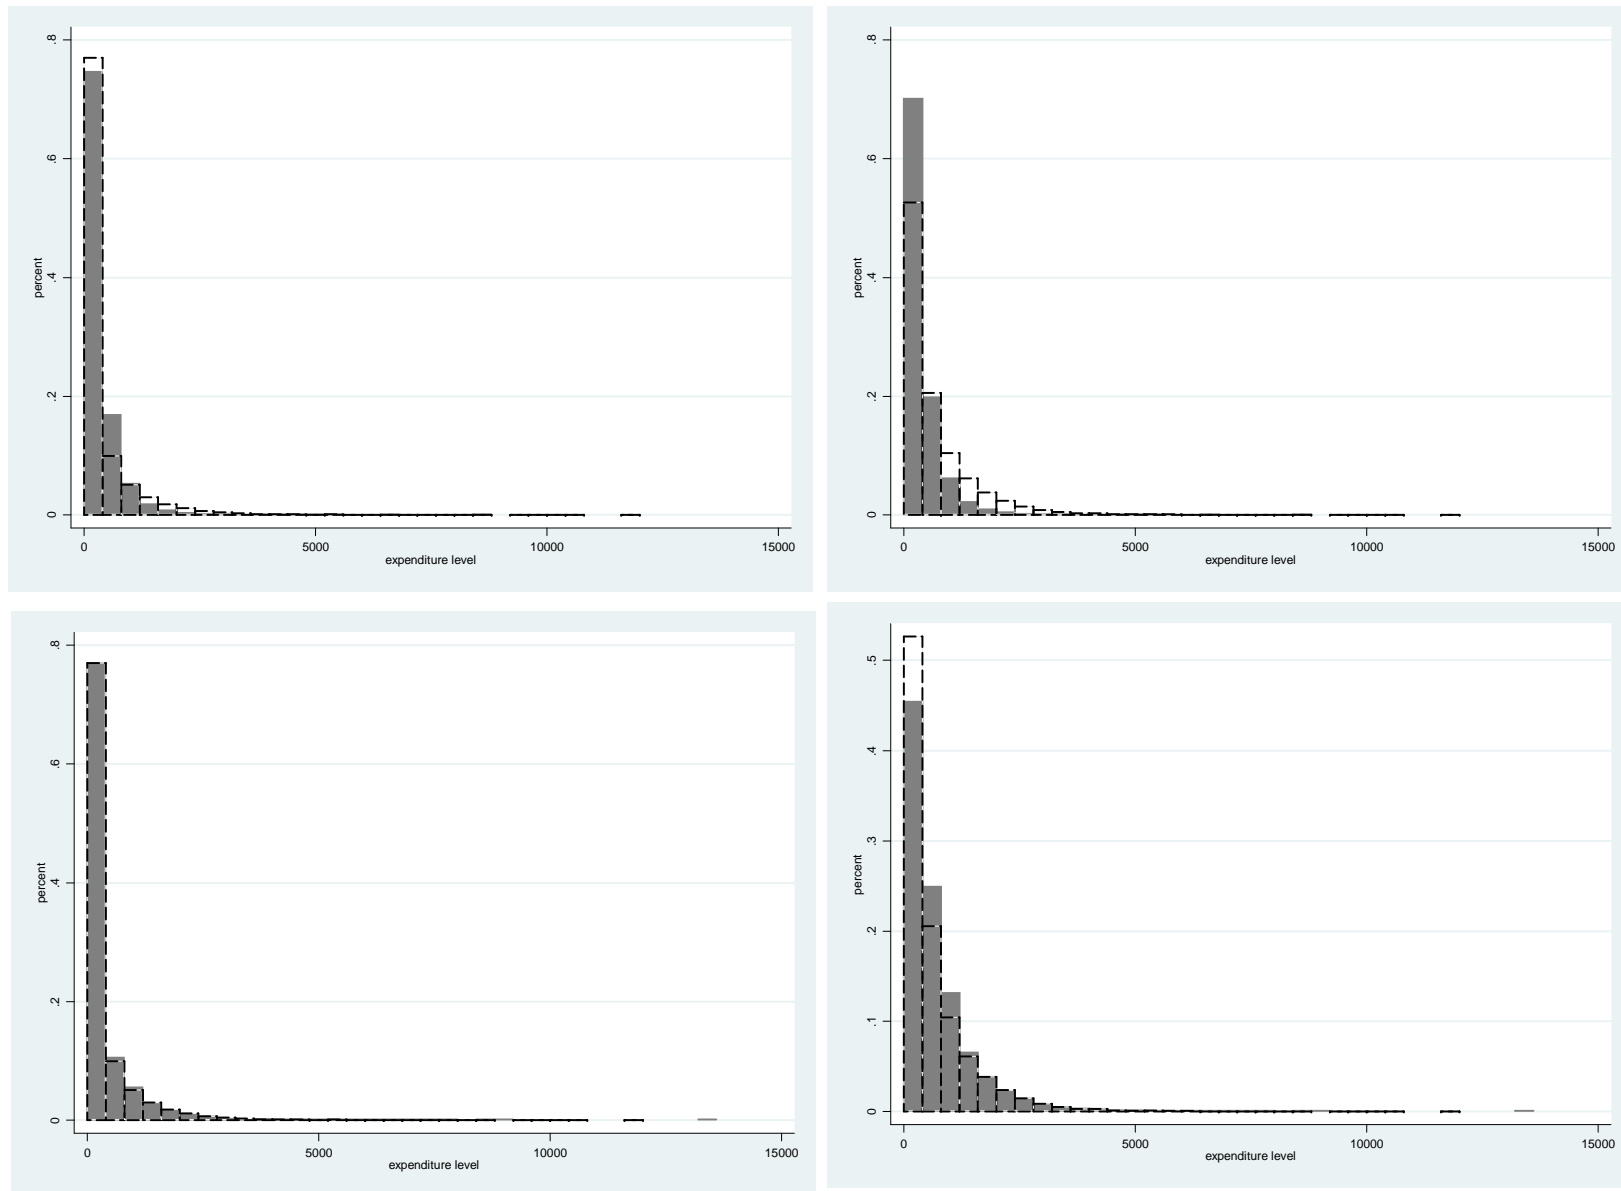 .8
.6
.4
.2
0
percent
0 5000 10000 15000
expenditure level
.8
.6
.4
.2
0
percent
0 5000 10000 15000
expenditure level
.8
.6
.4
.2
0
percent
0 5000 10000 15000
expenditure level
.5
.4
.3
.2
.1
0
percent
0 5000 10000 15000
expenditure level